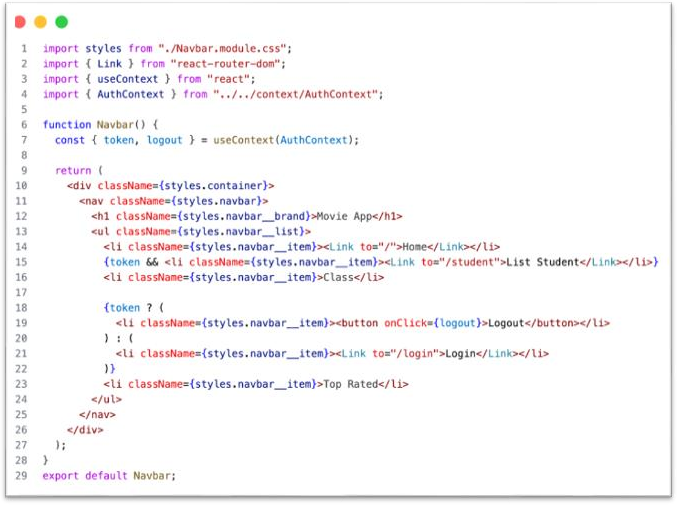 1 import styles from "./Navbar.module.css";
2 import { Link } from "react-router-dom";
3 import { useContext } from "react";
4 import { AuthContext } from "../../context/AuthContext";
5
6 function Navbar() {
7   const { token, logout } = useContext(AuthContext);
8
9   return (
10     <div className={styles.container}>
11       <nav className={styles.navbar}>
12         <h1 className={styles.navbar__brand}>Movie App</h1>
13         <ul className={styles.navbar__list}>
14           <li className={styles.navbar__item}><Link to="/">Home</Link></li>
15           {token && <li className={styles.navbar__item}><Link to="/student">List Student</Link></li>}
16           <li className={styles.navbar__item}>Class</li>
17
18           {token ? (
19             <li className={styles.navbar__item}><button onClick={logout}>Logout</button></li>
20           ) : (
21             <li className={styles.navbar__item}><Link to="/login">Login</Link></li>
22           )}
23           <li className={styles.navbar__item}>Top Rated</li>
24         </ul>
25       </nav>
26     </div>
27   );
28 }
29 export default Navbar;